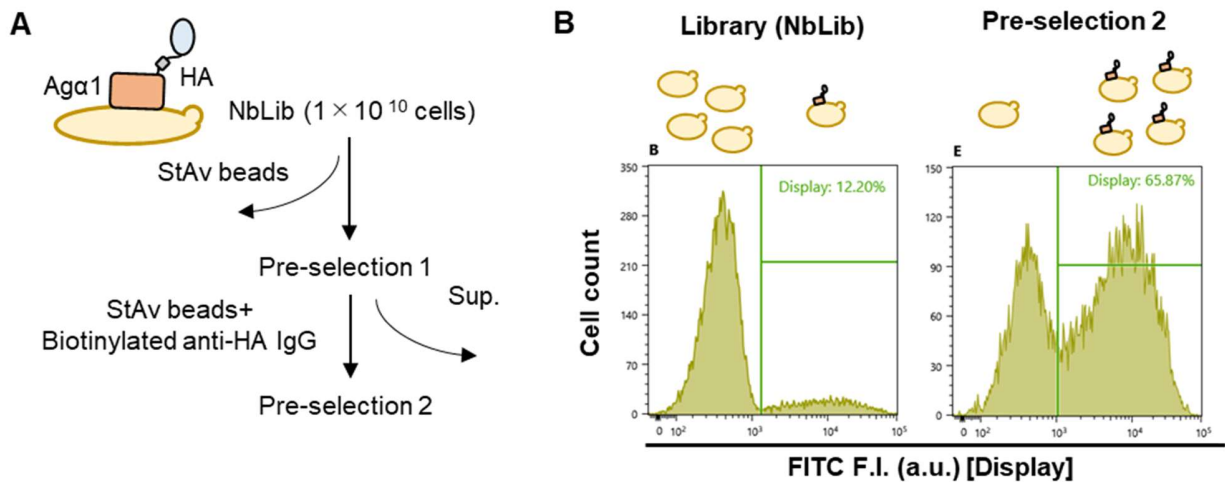 A
Agα1
HA
NbLib (1 × 10 10 cells)
StAv beads
Pre-selection 1
StAv beads+
Biotinylated anti-HA IgG
Sup.
Pre-selection 2
B
Library (NbLib)
Pre-selection 2
B
Display: 12.20%
350
280
210
140
70
0
0 10² 10³ 10⁴ 10⁵
E
Display: 65.87%
150
120
90
60
30
0
0 10² 10³ 10⁴ 10⁵
Cell count
FITC F.I. (a.u.) [Display]